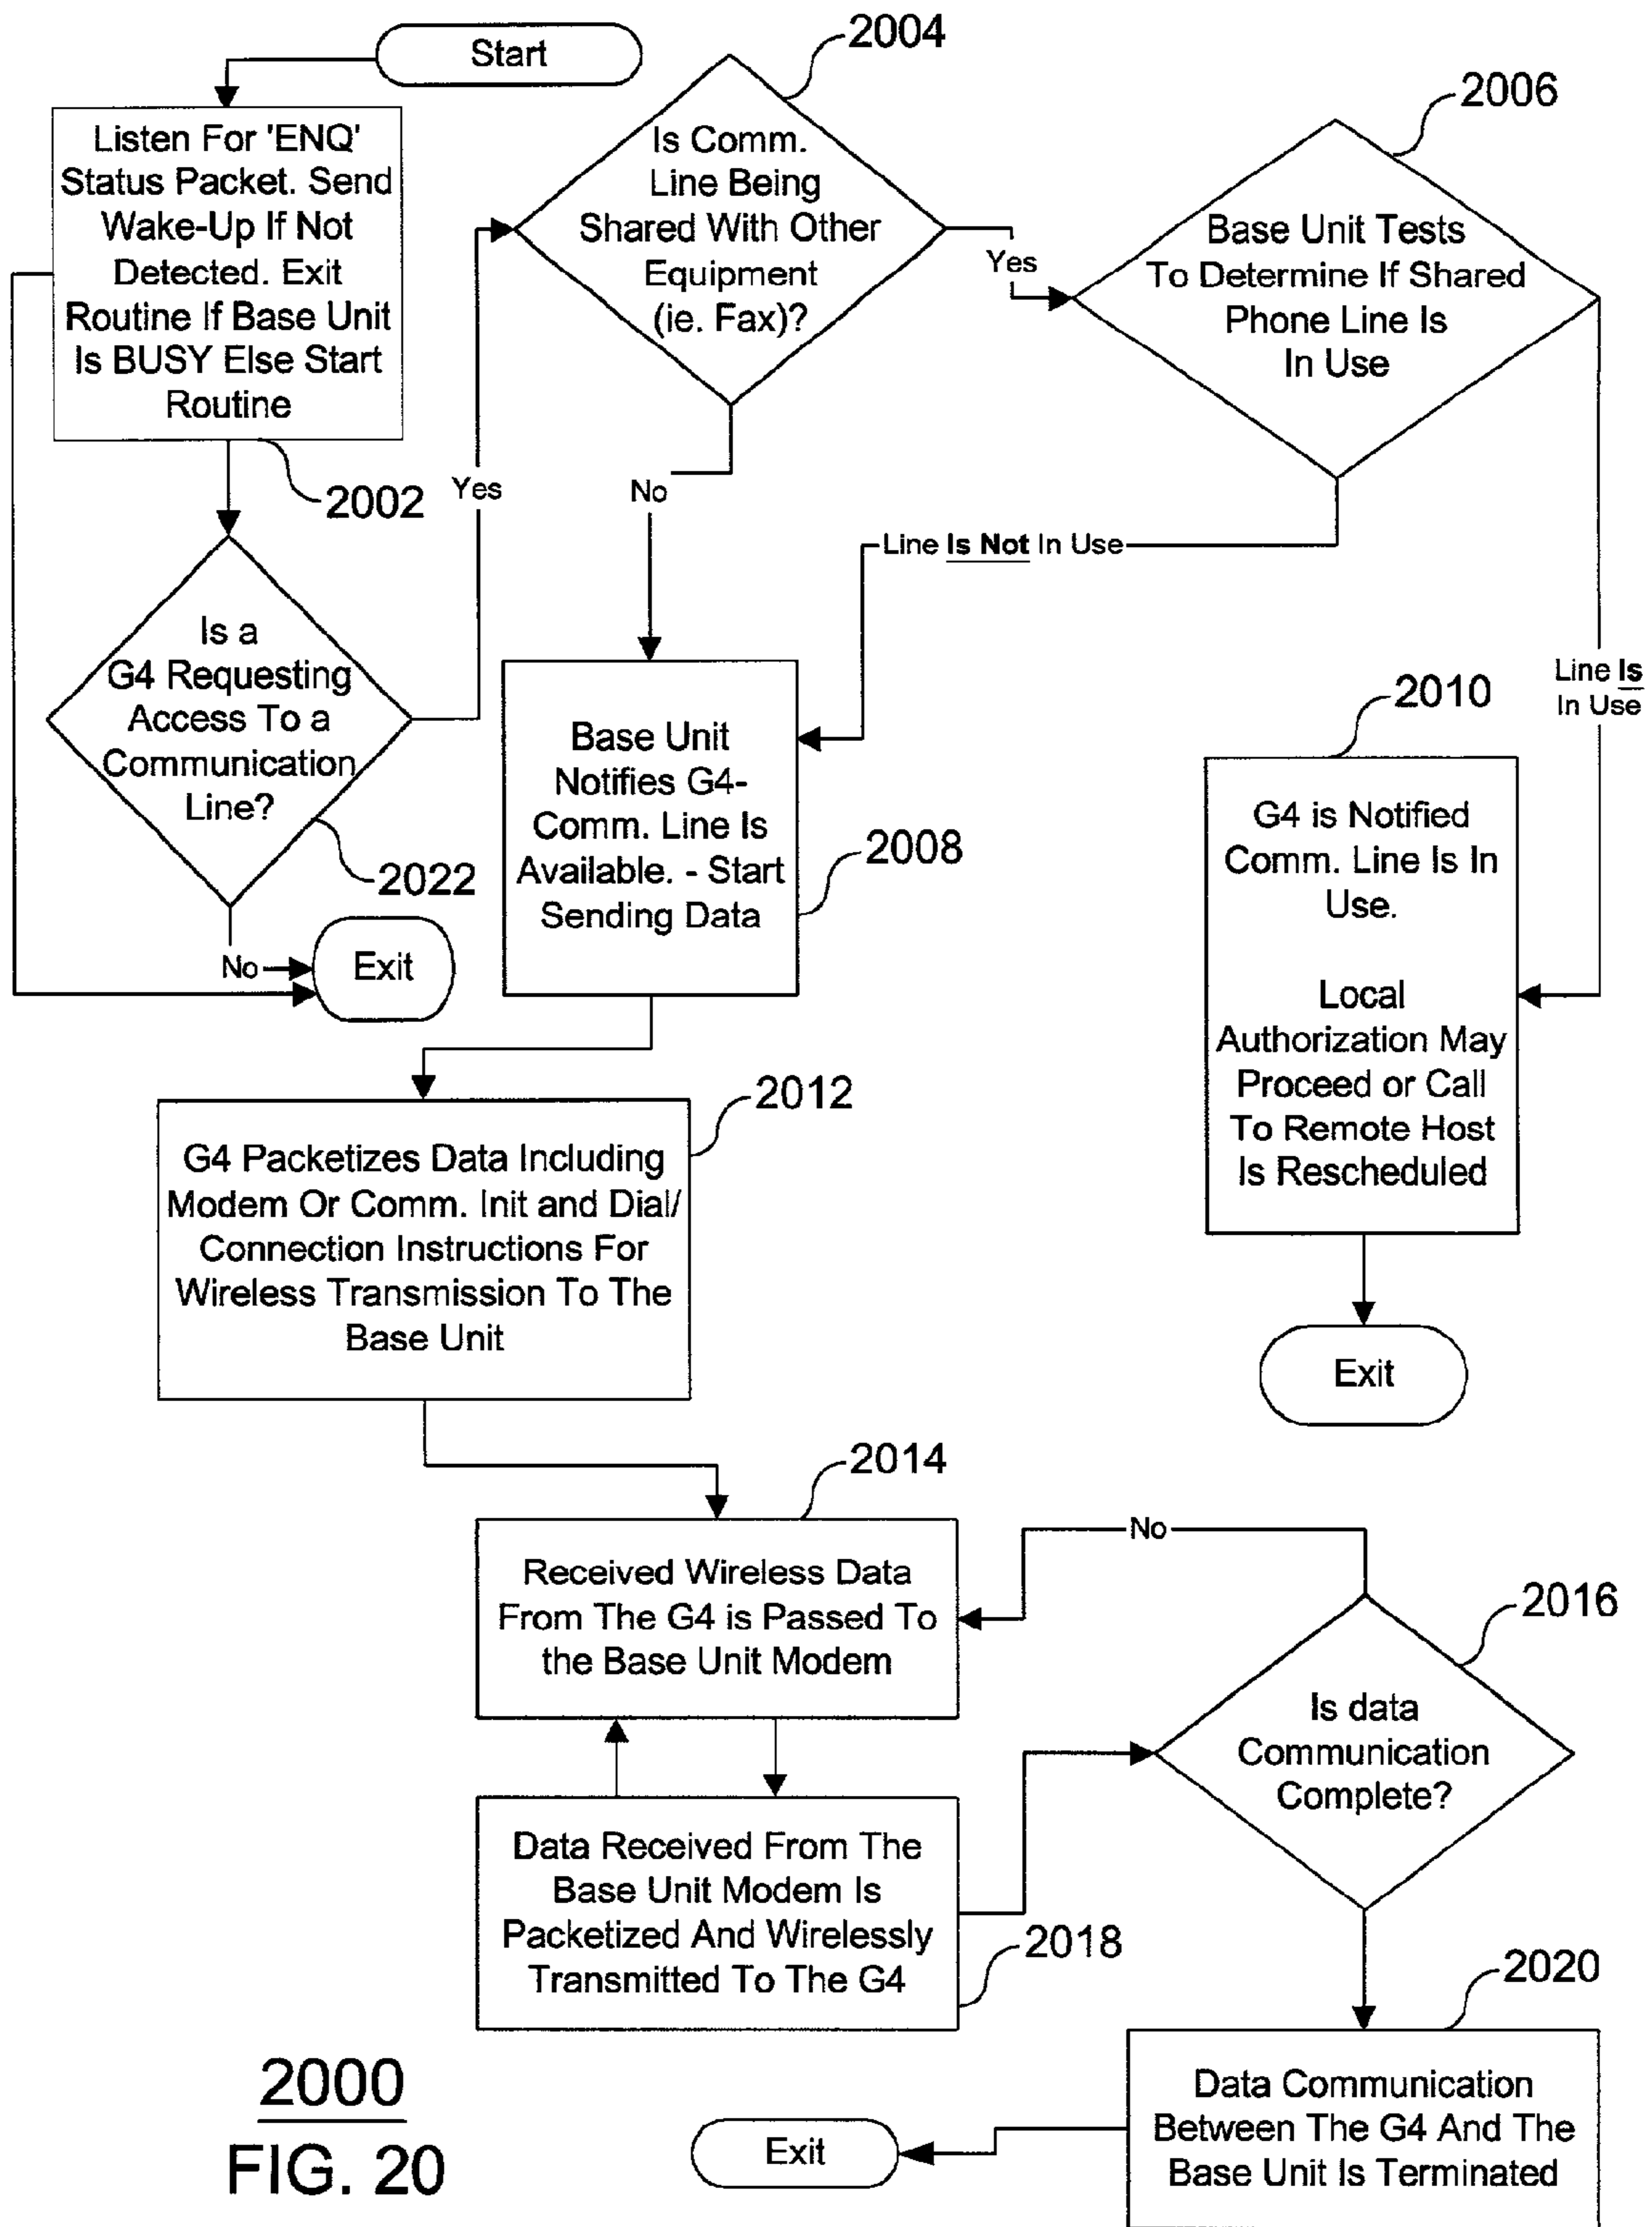 Start
2004
2006
Listen For 'ENQ'
Status Packet. Send
Wake-Up If Not
Detected. Exit
Routine If Base Unit
Is BUSY Else Start
Routine
2002
Is Comm.
Line Being
Shared With Other
Equipment
(ie. Fax)?
Yes
Base Unit Tests
To Determine If Shared
Phone Line Is
In Use
Yes
No
Line Is Not In Use
Line Is
In Use
Is a
G4 Requesting
Access To a
Communication
Line?
2022
No
Exit
Base Unit
Notifies G4-
Comm. Line Is
Available. - Start
Sending Data
2008
2010
G4 is Notified
Comm. Line Is In
Use.
Local
Authorization May
Proceed or Call
To Remote Host
Is Rescheduled
Exit
2012
G4 Packetizes Data Including
Modem Or Comm. Init and Dial/
Connection Instructions For
Wireless Transmission To The
Base Unit
2014
Received Wireless Data
From The G4 is Passed To
the Base Unit Modem
No
2016
Is data
Communication
Complete?
Data Received From The
Base Unit Modem Is
Packetized And Wirelessly
Transmitted To The G4
2018
2020
Data Communication
Between The G4 And The
Base Unit Is Terminated
Exit
2000
FIG. 20